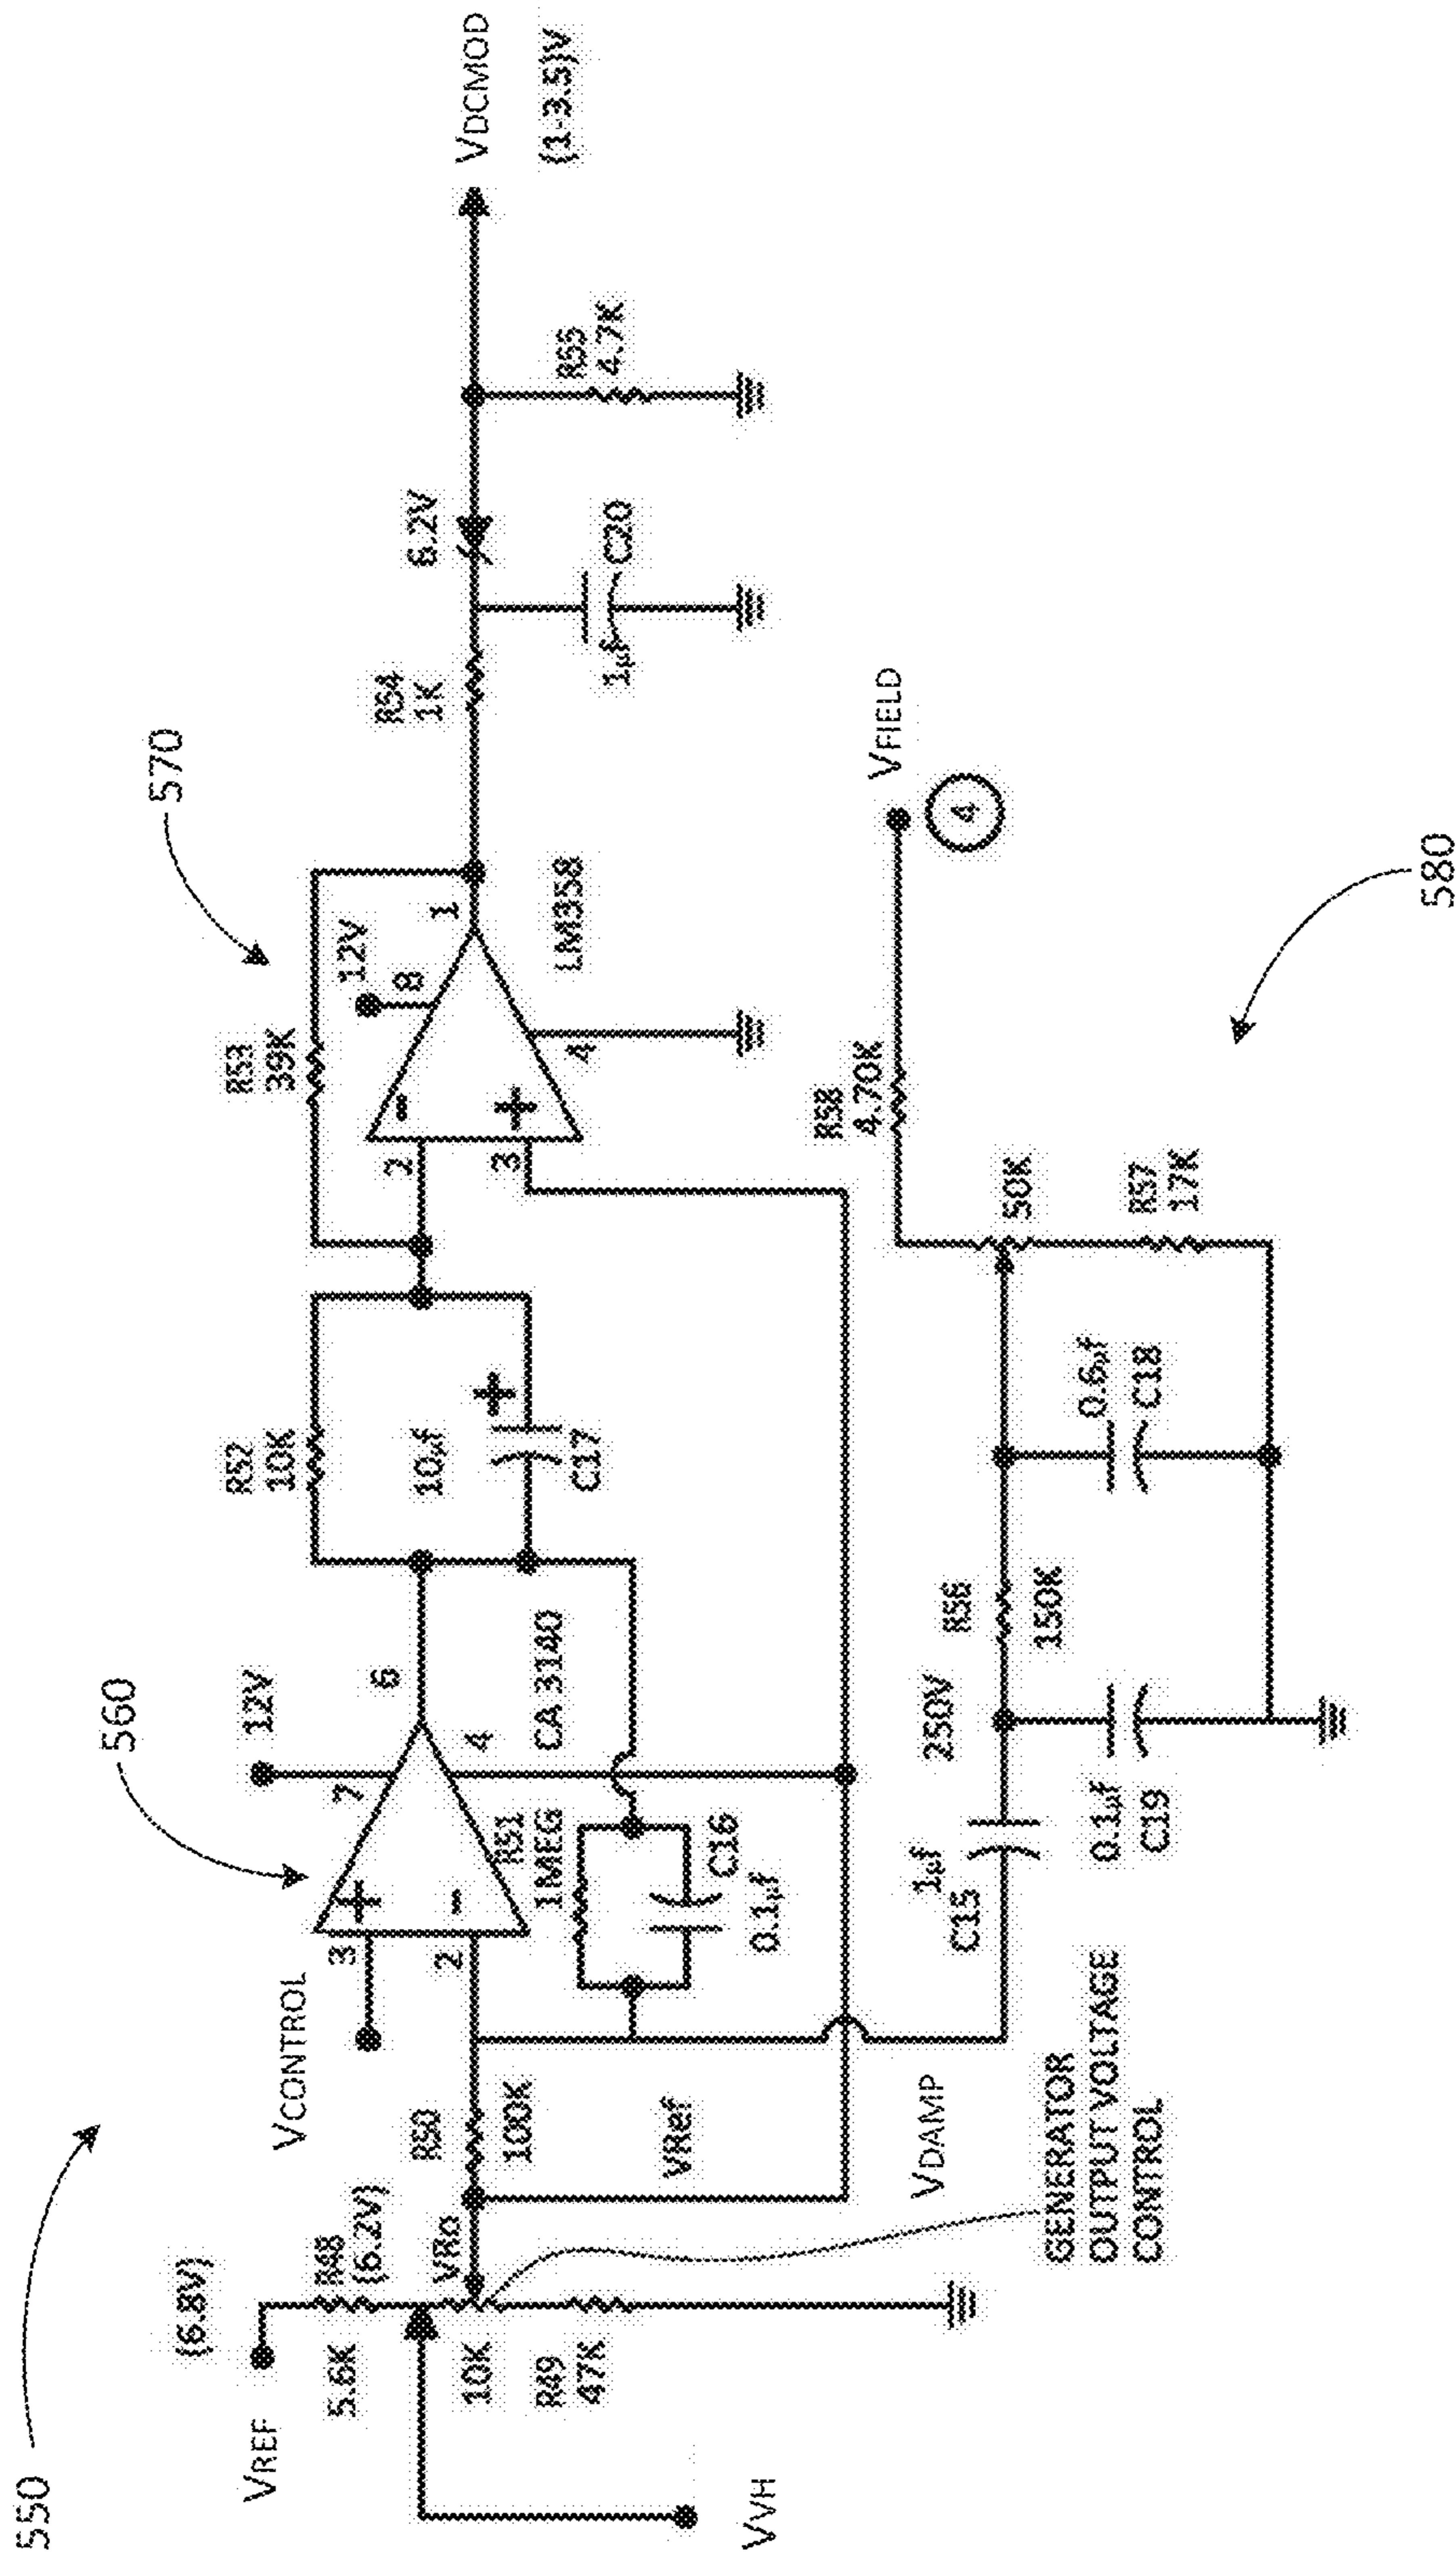 550
VREF
(6.8V)
5.6K
R48
(6.2V)
VRo
10K
R49
47K
VVH
GENERATOR
OUTPUT VOLTAGE
CONTROL
VCONTROL
R50
100K
VRef
VDAMP
560
12V
3
2
7
6
4
+
-
CA 3140
R51
1MEG
C16
0.1µf
R52
10K
10µf
+
C17
570
R53
39K
12V
2
3
8
1
4
-
+
LM358
R54
1K
1µf
C20
6.2V
R55
4.7K
VDCMOD
(1-3.5)V
1µf
C15
250V
0.1µf
C19
R56
150K
0.6µf
C18
50K
R57
17K
R58
4.70K
VFIELD
4
580